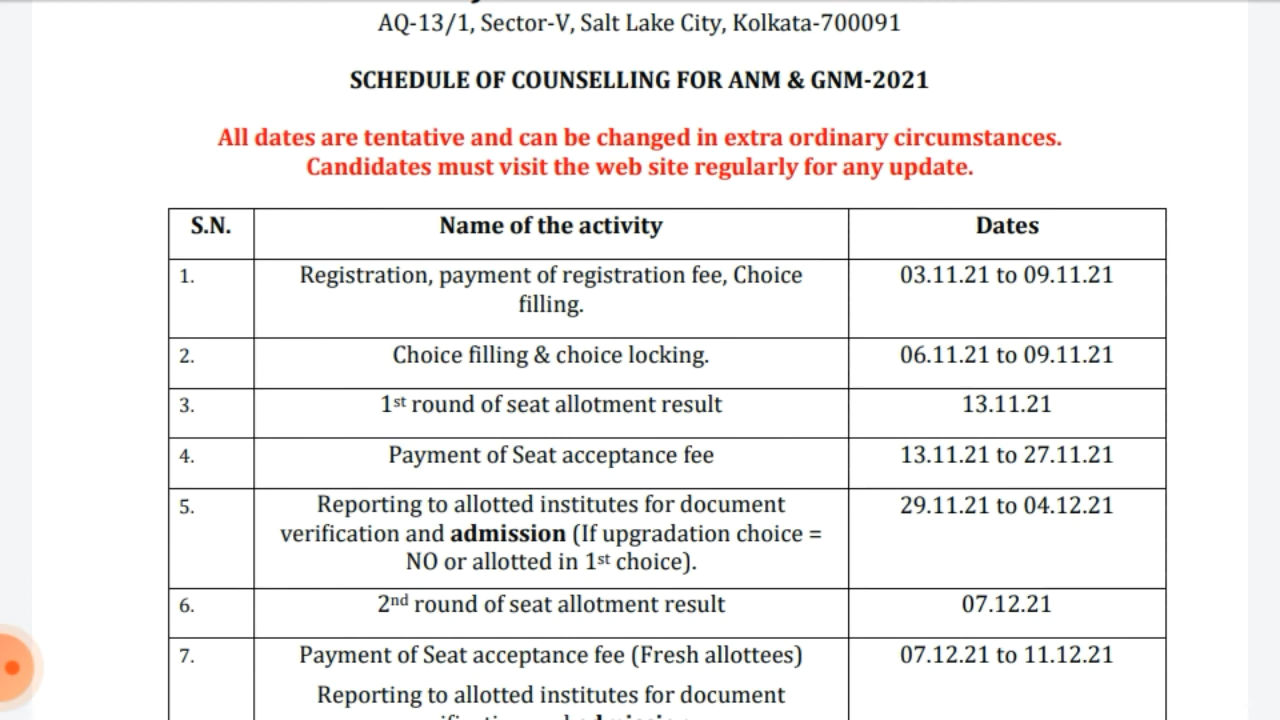 AQ-13/1, Sector-V, Salt Lake City, Kolkata-700091
SCHEDULE OF COUNSELLING FOR ANM & GNM-2021
All dates are tentative and can be changed in extra ordinary circumstances.
Candidates must visit the web site regularly for any update.
S.N. Name of the activity Dates
1. Registration, payment of registration fee, Choice 03.11.21 to 09.11.21
filling.
2. Choice filling & choice locking. 06.11.21 to 09.11.21
3. 1st round of seat allotment result 13.11.21
4. Payment of Seat acceptance fee 13.11.21 to 27.11.21
5. Reporting to allotted institutes for document 29.11.21 to 04.12.21
verification and admission (If upgradation choice =
NO or allotted in 1st choice).
6. 2nd round of seat allotment result 07.12.21
7. Payment of Seat acceptance fee (Fresh allottees) 07.12.21 to 11.12.21
Reporting to allotted institutes for document